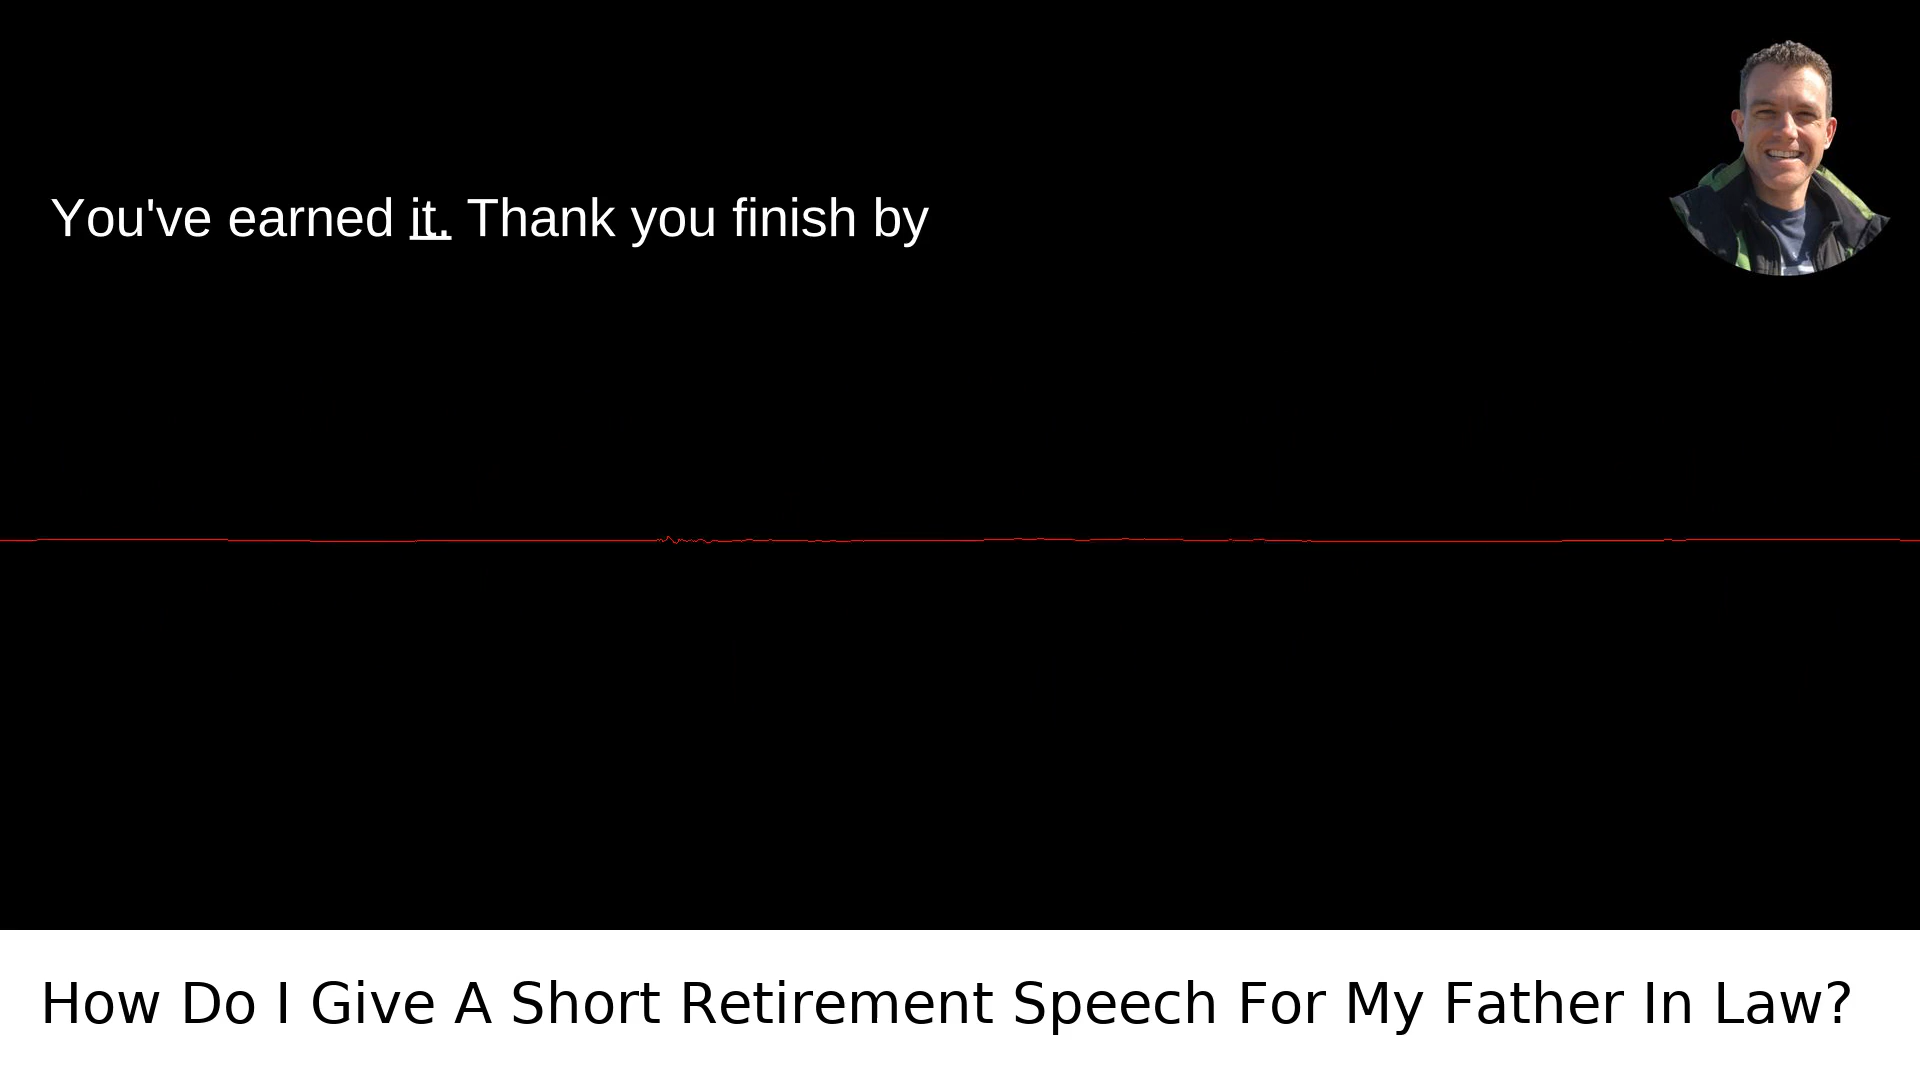 You've earned it. Thank you finish by
How Do I Give A Short Retirement Speech For My Father In Law?